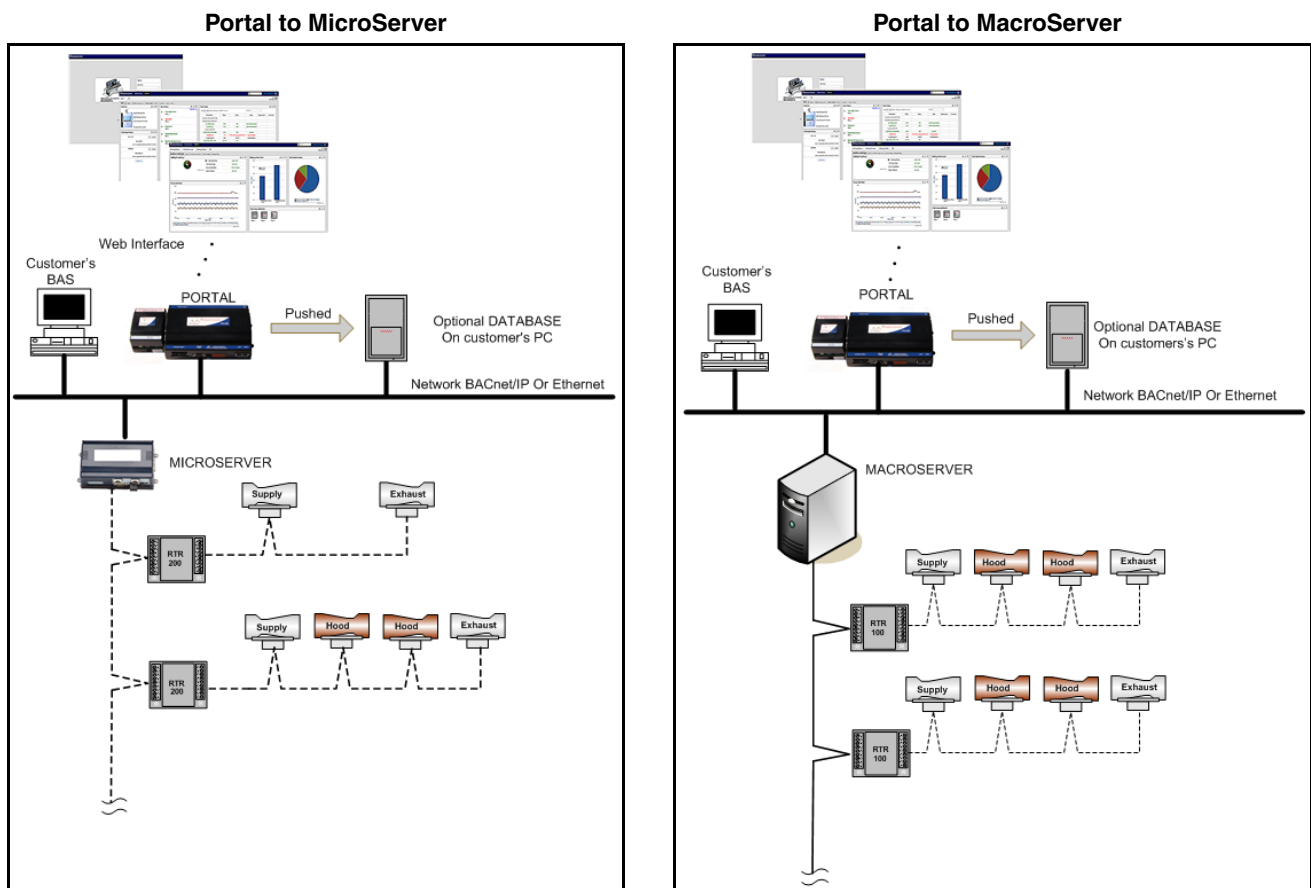 Portal to MicroServer
Web Interface
Customer's
BAS
PORTAL
Pushed
Optional DATABASE
On customer's PC
Network BACnet/IP Or Ethernet
MICROSERVER
Supply
Exhaust
RTR
200
Supply
Hood
Hood
Exhaust
RTR
200
Portal to MacroServer
Customer's
BAS
PORTAL
Pushed
Optional DATABASE
On customers's PC
Network BACnet/IP Or Ethernet
MACROSERVER
Supply
Hood
Hood
Exhaust
RTR
100
Supply
Hood
Hood
Exhaust
RTR
100